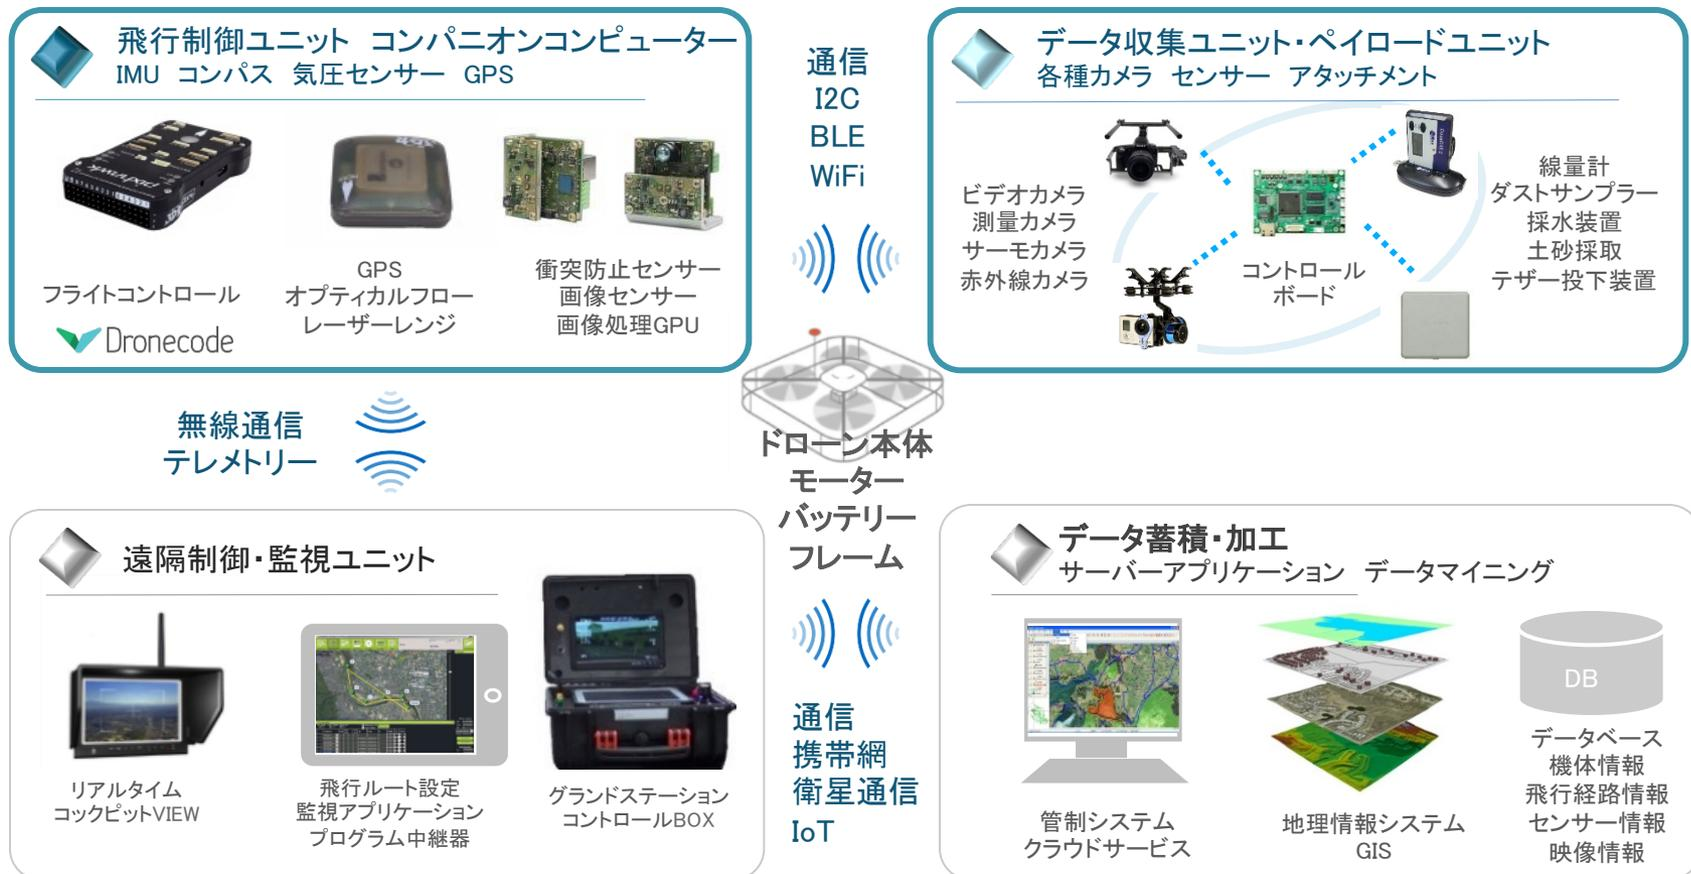 飛行制御ユニット　コンパニオンコンピューター
IMU　コンパス　気圧センサー　GPS
pixhawk
フライトコントロール
Dronecode
GPS
オプティカルフロー
レーザーレンジ
衝突防止センサー
画像センサー
画像処理GPU
通信
I2C
BLE
WiFi
データ収集ユニット・ペイロードユニット
各種カメラ　センサー　アタッチメント
ビデオカメラ
測量カメラ
サーモカメラ
赤外線カメラ
コントロール
ボード
線量計
ダストサンプラー
採水装置
土砂採取
テザー投下装置
無線通信
テレメトリー
ドローン本体
モーター
バッテリー
フレーム
遠隔制御・監視ユニット
リアルタイム
コックピットVIEW
飛行ルート設定
監視アプリケーション
プログラム中継器
グランドステーション
コントロールBOX
通信
携帯網
衛星通信
IoT
データ蓄積・加工
サーバーアプリケーション　データマイニング
管制システム
クラウドサービス
地理情報システム
GIS
DB
データベース
機体情報
飛行経路情報
センサー情報
映像情報